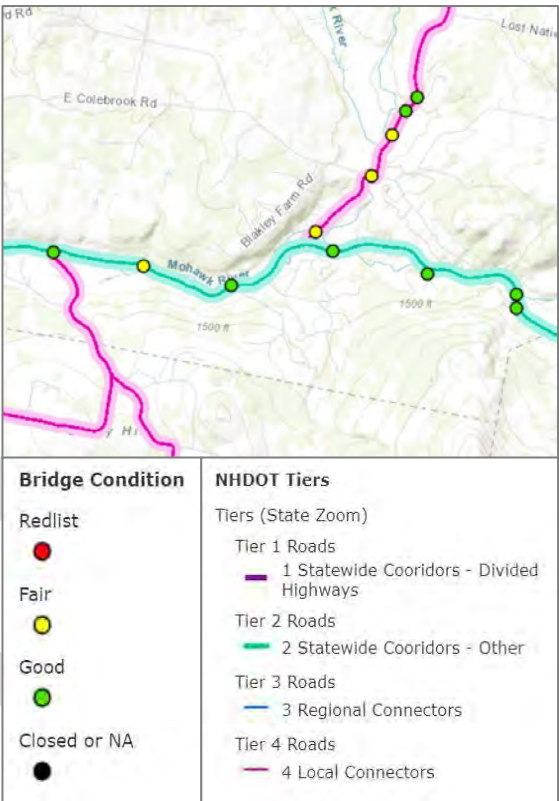 d Rd
k River
Lost Nati
E Colebrook Rd
Blakley Farm Rd
Mohawk River
1500 ft
1500 ft
y Hi
Bridge Condition
Redlist
Fair
Good
Closed or NA
NHDOT Tiers
Tiers (State Zoom)
Tier 1 Roads
1 Statewide Cooridors - Divided
Highways
Tier 2 Roads
2 Statewide Cooridors - Other
Tier 3 Roads
3 Regional Connectors
Tier 4 Roads
4 Local Connectors